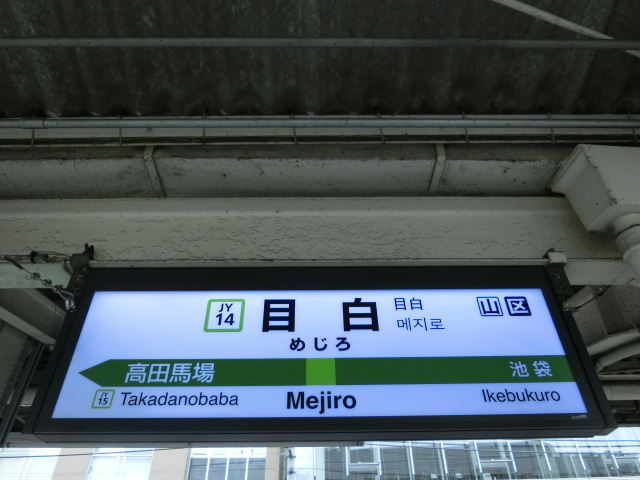 JY
14
目白
目白
메지로
山 区
めじろ
高田馬場
池袋
JY
15
Takadanobaba
Mejiro
Ikebukuro